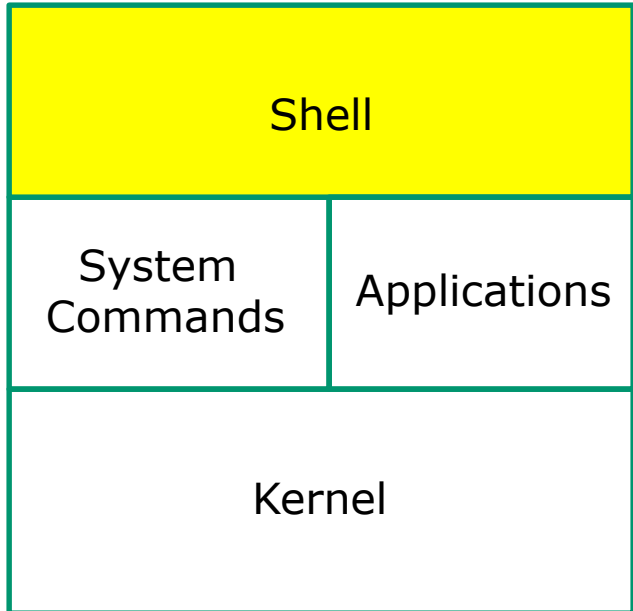 Shell
System
Commands
Applications
Kernel